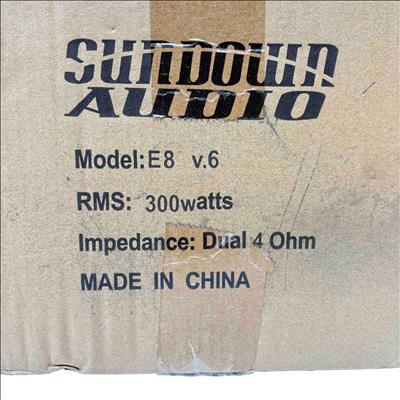 SUNDOWN
AUDIO
Model: E8 v.6
RMS: 300watts
Impedance: Dual 4 Ohm
MADE IN CHINA